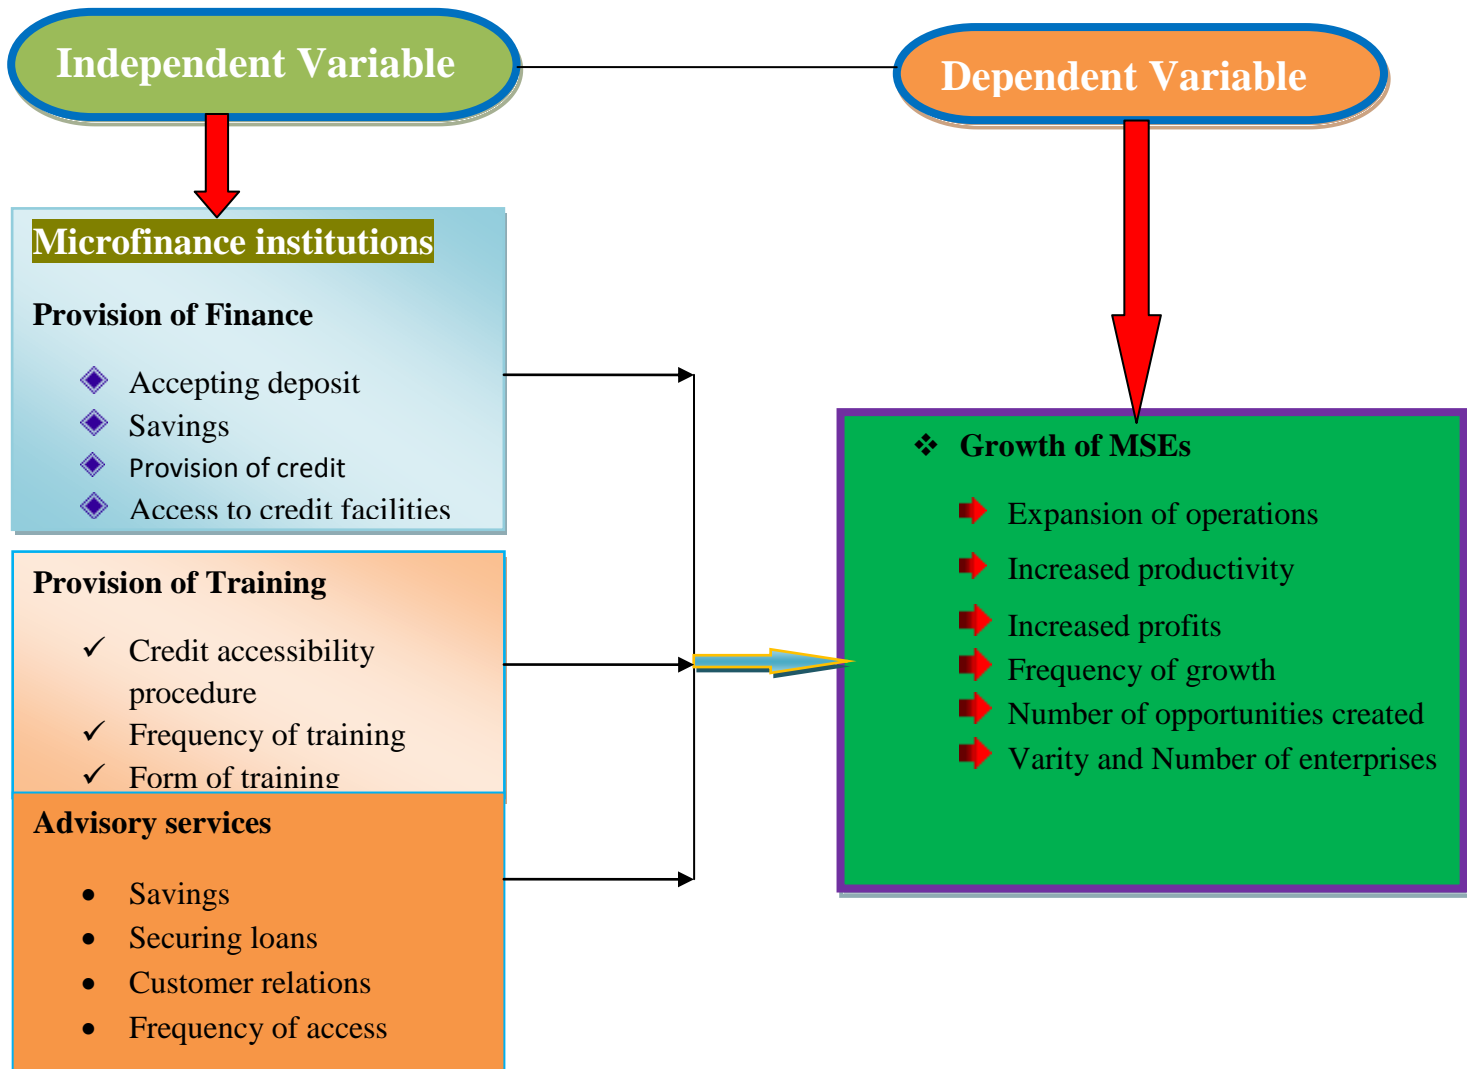 Independent Variable
Dependent Variable
Microfinance institutions
Provision of Finance
Accepting deposit
Savings
Provision of credit
Access to credit facilities
Provision of Training
Credit accessibility
procedure
Frequency of training
Form of training
Advisory services
Savings
Securing loans
Customer relations
Frequency of access
Growth of MSEs
Expansion of operations
Increased productivity
Increased profits
Frequency of growth
Number of opportunities created
Varity and Number of enterprises